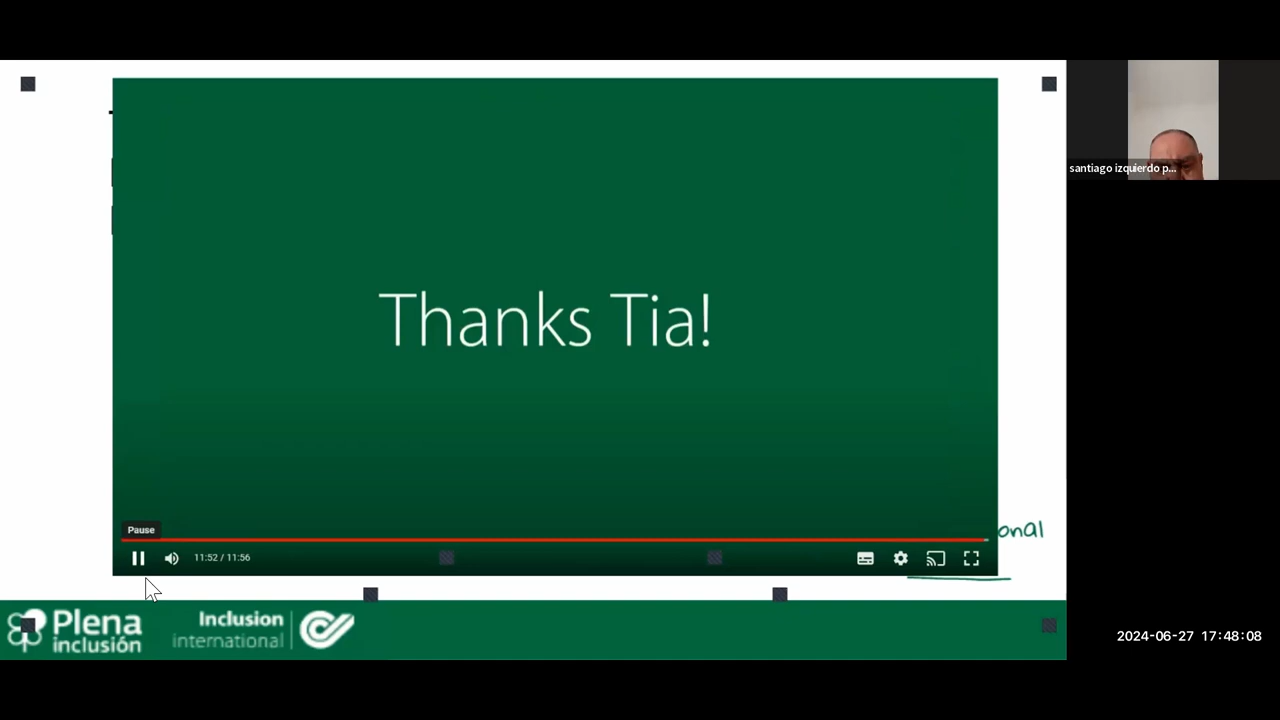 santiago izquierdo p...
Thanks Tia!
Pause
onal
11:52 / 11:56
Plena
inclusión
Inclusion
international
2024-06-27 17:48:08